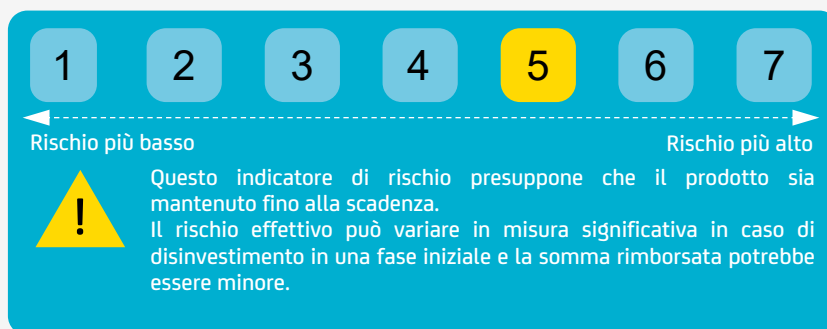 1 2 3 4 5 6 7
Rischio più basso Rischio più alto
!
Questo indicatore di rischio presuppone che il prodotto sia
mantenuto fino alla scadenza.
Il rischio effettivo può variare in misura significativa in caso di
disinvestimento in una fase iniziale e la somma rimborsata potrebbe
essere minore.